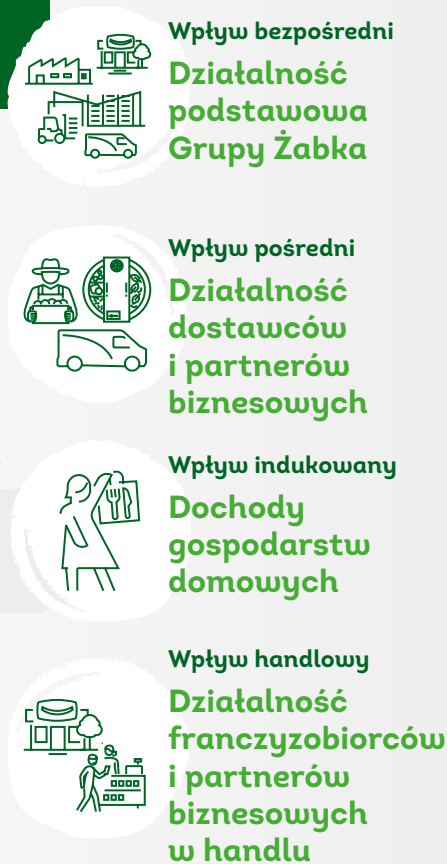 Wpływ bezpośredni
Działalność
podstawowa
Grupy Żabka
Wpływ pośredni
Działalność
dostawców
i partnerów
biznesowych
Wpływ indukowany
Dochody
gospodarstw
domowych
Wpływ handlowy
Działalność
franczyzobiorców
i partnerów
biznesowych
w handlu